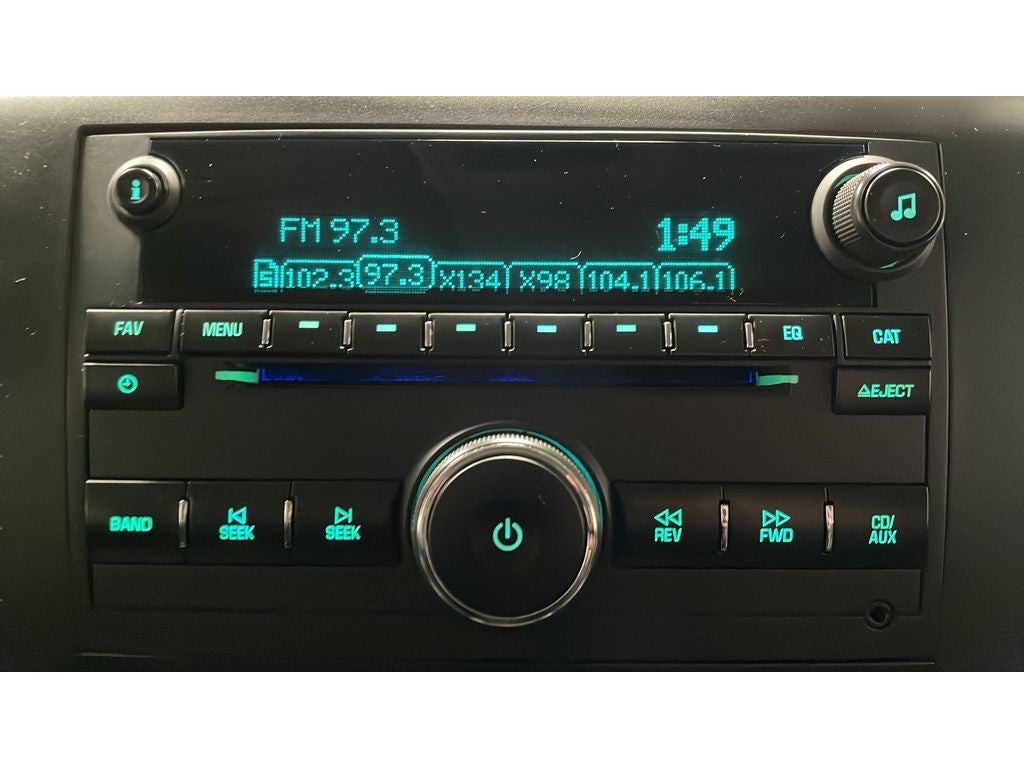 FM 97.3 1:49
5 102.3 97.3 X134 X98 104.1 106.1
FAV MENU EQ CAT
EJECT
BAND SEEK SEEK REV FWD CD/
AUX